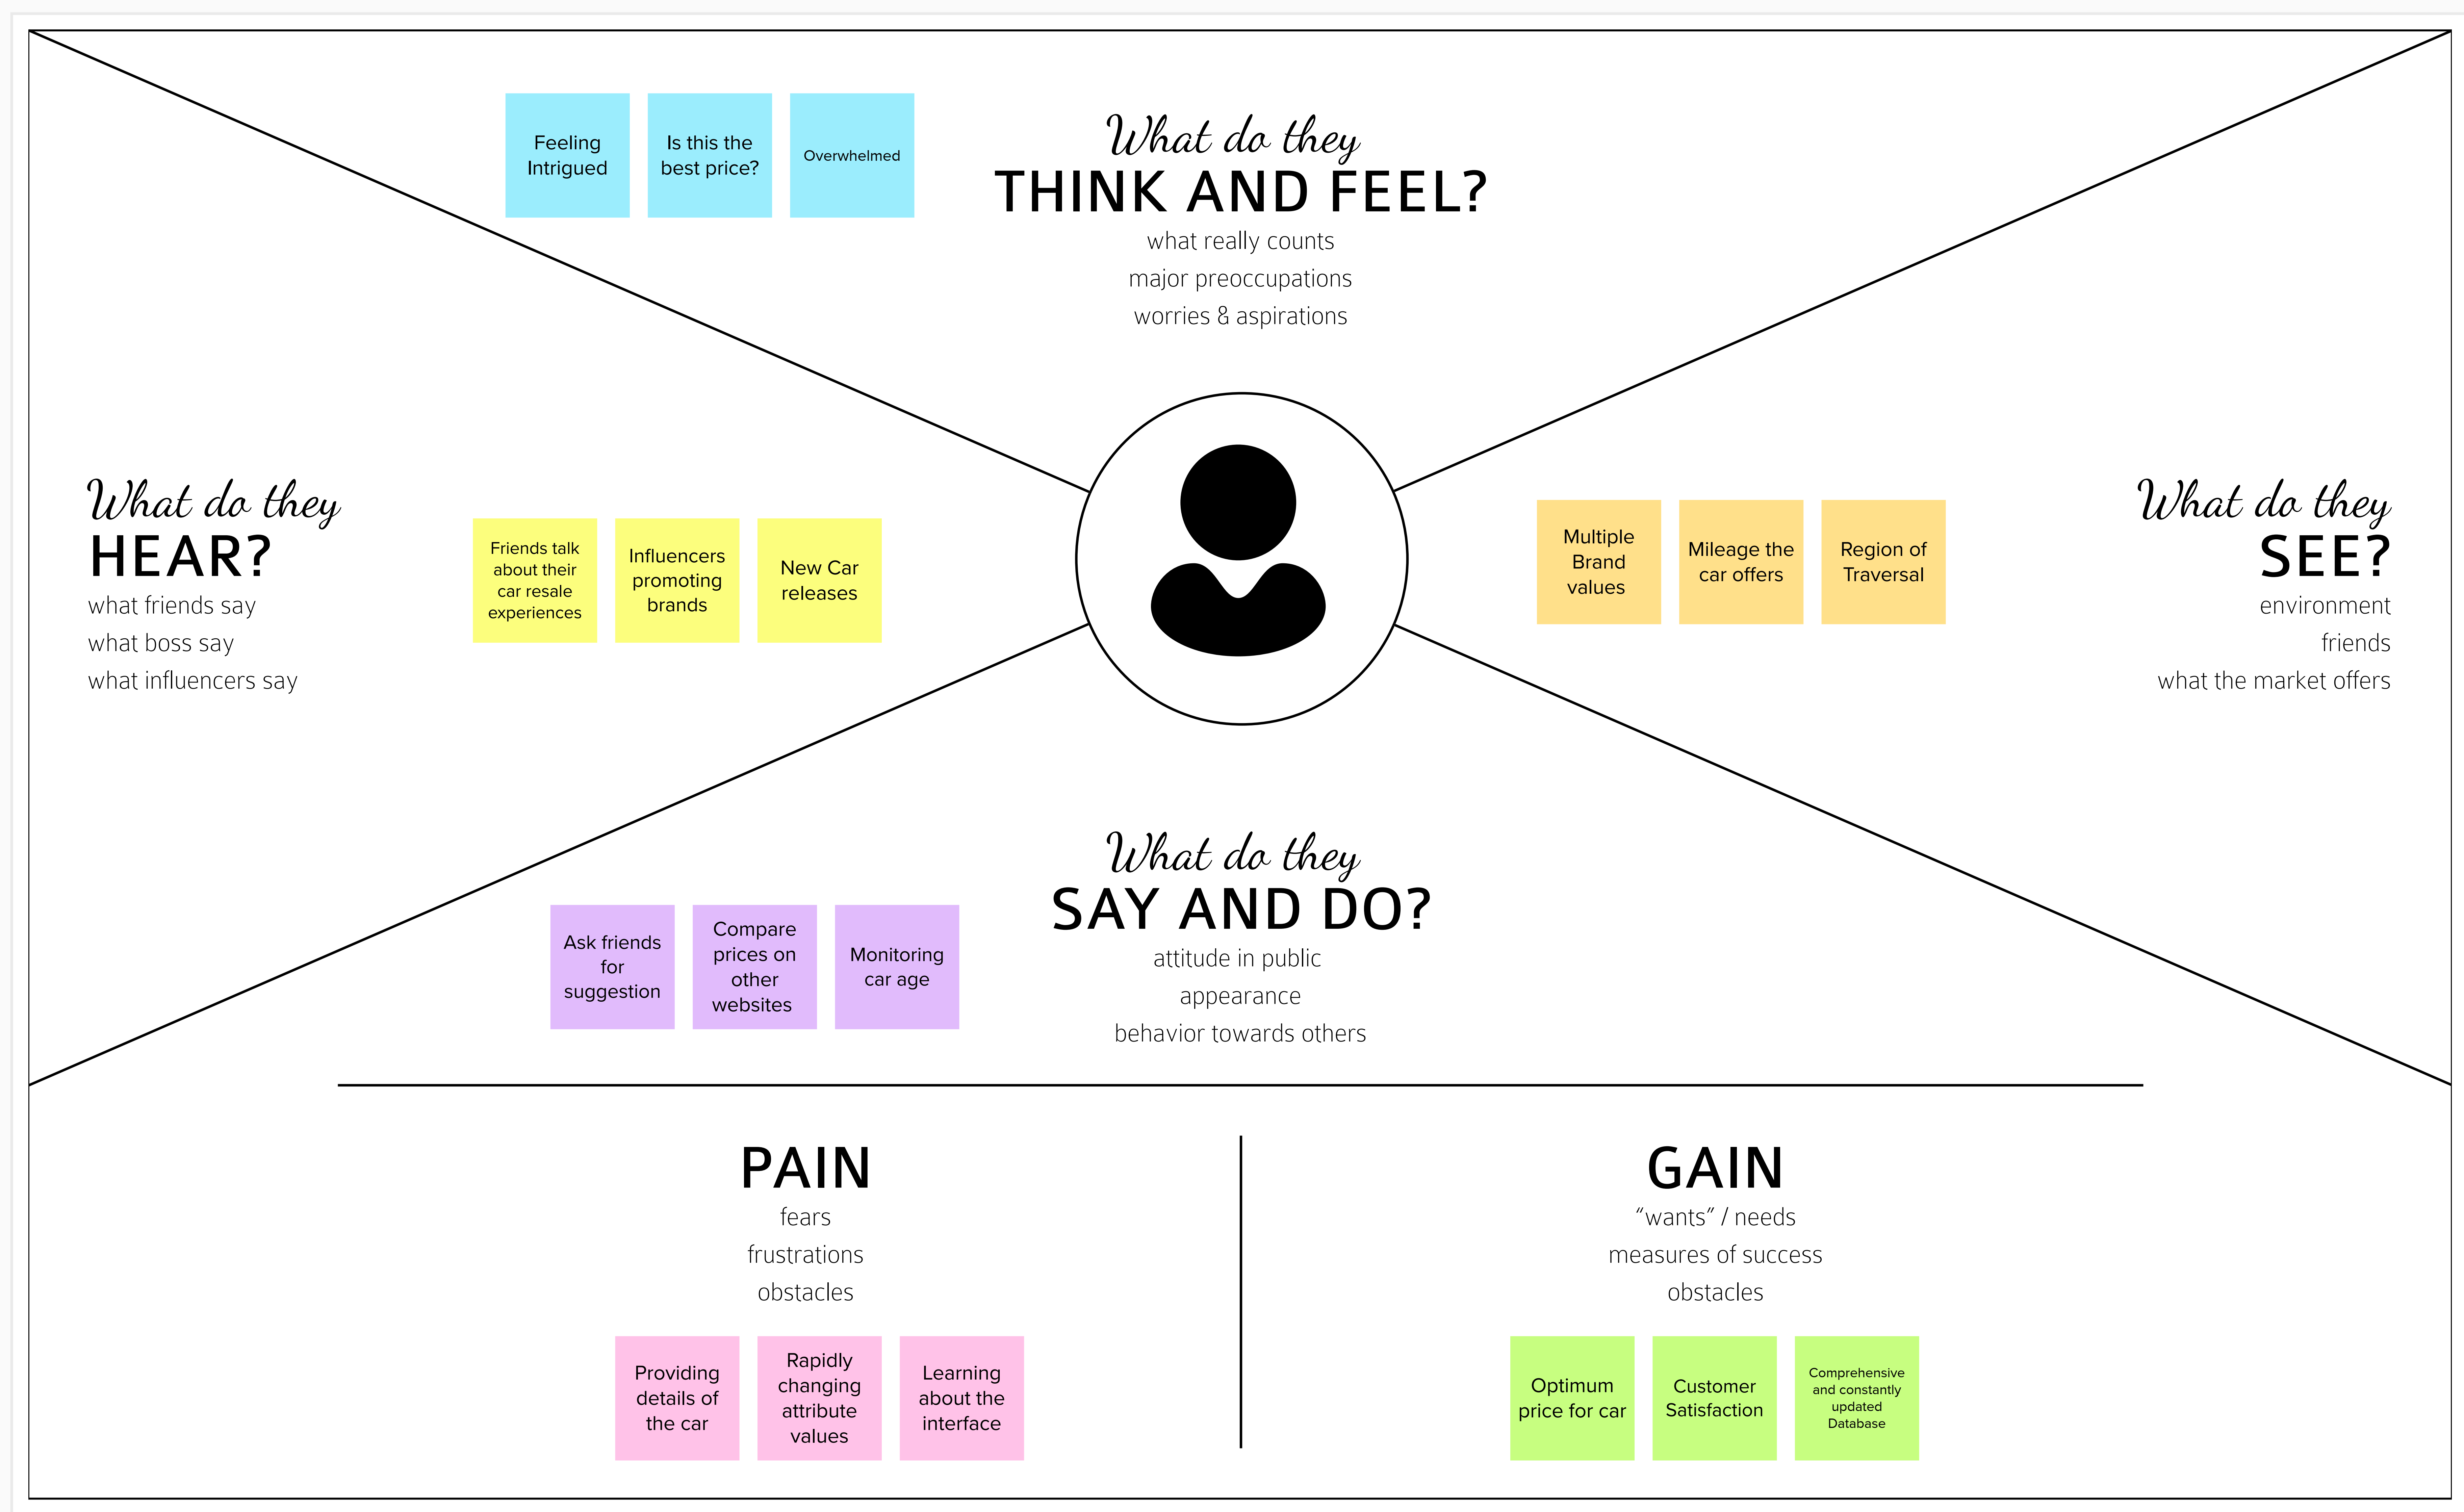 Feeling
Intrigued
Is this the
best price?
Overwhelmed
What do they
THINK AND FEEL?
what really counts
major preoccupations
worries & aspirations
What do they
HEAR?
what friends say
what boss say
what influencers say
Friends talk
about their
car resale
experiences
Influencers
promoting
brands
New Car
releases
Multiple
Brand
values
Mileage the
car offers
Region of
Traversal
What do they
SEE?
environment
friends
what the market offers
Ask friends
for
suggestion
Compare
prices on
other
websites
Monitoring
car age
What do they
SAY AND DO?
attitude in public
appearance
behavior towards others
PAIN
fears
frustrations
obstacles
Providing
details of
the car
Rapidly
changing
attribute
values
Learning
about the
interface
GAIN
“wants” / needs
measures of success
obstacles
Optimum
price for car
Customer
Satisfaction
Comprehensive
and constantly
updated
Database